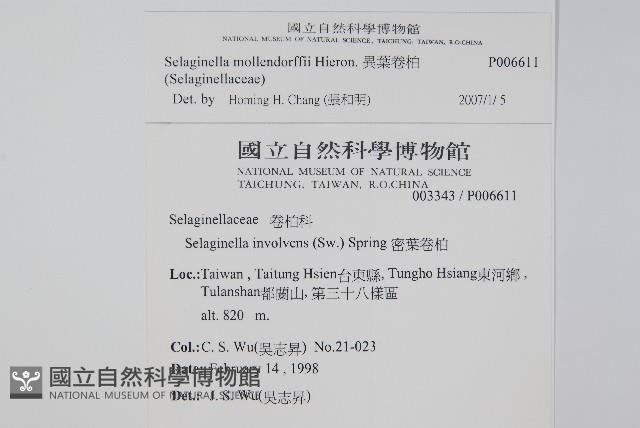 國立自然科學博物館
NATIONAL MUSEUM OF NATURAL SCIENCE, TAICHUNG, TAIWAN, R.O.CHINA
Selaginella mollendorffii Hieron. 異葉卷柏 P006611
(Selaginellaceae)
Det. by Homing H. Chang (張和明) 2007/1/5
國立自然科學博物館
NATIONAL MUSEUM OF NATURAL SCIENCE
TAICHUNG, TAIWAN, R.O.CHINA
003343 / P006611
Selaginellaceae 卷柏科
Selaginella involvens (Sw.) Spring 密葉卷柏
Loc.:Taiwan , Taitung Hsien台東縣, Tungho Hsiang東河鄉 ,
Tulanshan都蘭山, 第三十八樣區
alt. 820 m.
Col.:C. S. Wu(吳志昇) No.21-023
Date: February 14 , 1998
Det.: J. S. Wu(吳志昇)
國立自然科學博物館
NATIONAL MUSEUM OF NATURAL SCIENCE